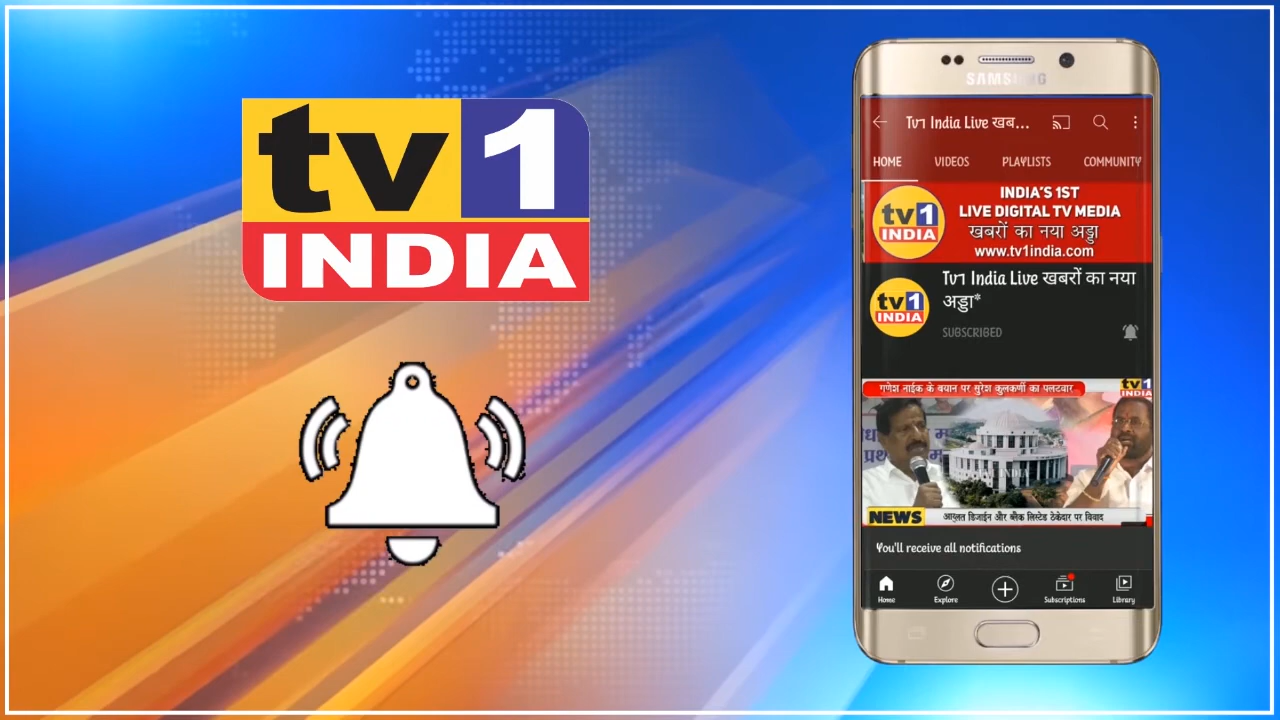 tv1
INDIA
SAMSUNG
Tv1 India Live खब...
HOME VIDEOS PLAYLISTS COMMUNITY
tv1
INDIA
INDIA'S 1ST
LIVE DIGITAL TV MEDIA
खबरों का नया अड्डा
www.tv1india.com
tv1
INDIA
Tv1 India Live खबरों का नया
अड्डा*
SUBSCRIBED
गणेश नाईक के बयान पर सुरेश कुलकर्णी का पलटवार
tv1
INDIA
NEWS
डिजाईन और ब्लैक लिस्टेड ठेकेदार पर विवाद
You'll receive all notifications
Home Explore Subscriptions Library